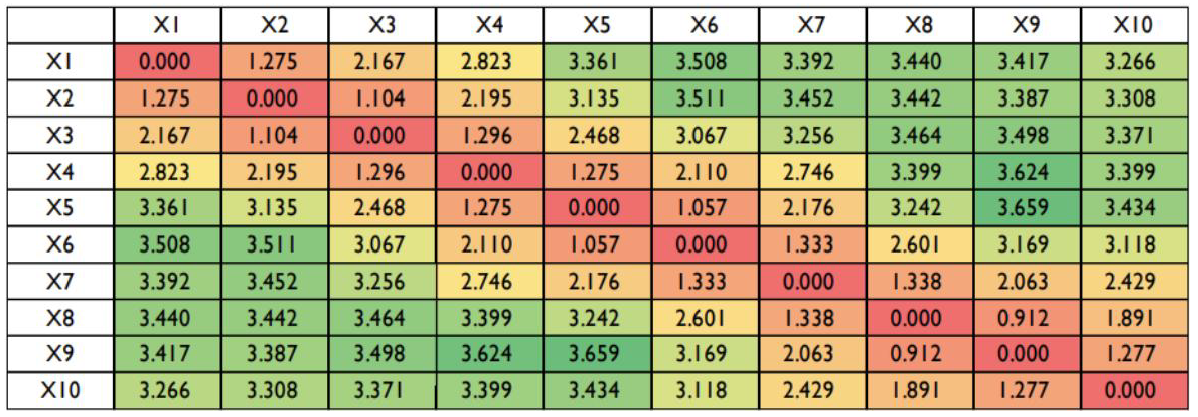 X1 X2 X3 X4 X5 X6 X7 X8 X9 X10
X1 0.000 1.275 2.167 2.823 3.361 3.508 3.392 3.440 3.417 3.266
X2 1.275 0.000 1.104 2.195 3.135 3.511 3.452 3.442 3.387 3.308
X3 2.167 1.104 0.000 1.296 2.468 3.067 3.256 3.464 3.498 3.371
X4 2.823 2.195 1.296 0.000 1.275 2.110 2.746 3.399 3.624 3.399
X5 3.361 3.135 2.468 1.275 0.000 1.057 2.176 3.242 3.659 3.434
X6 3.508 3.511 3.067 2.110 1.057 0.000 1.333 2.601 3.169 3.118
X7 3.392 3.452 3.256 2.746 2.176 1.333 0.000 1.338 2.063 2.429
X8 3.440 3.442 3.464 3.399 3.242 2.601 1.338 0.000 0.912 1.891
X9 3.417 3.387 3.498 3.624 3.659 3.169 2.063 0.912 0.000 1.277
X10 3.266 3.308 3.371 3.399 3.434 3.118 2.429 1.891 1.277 0.000